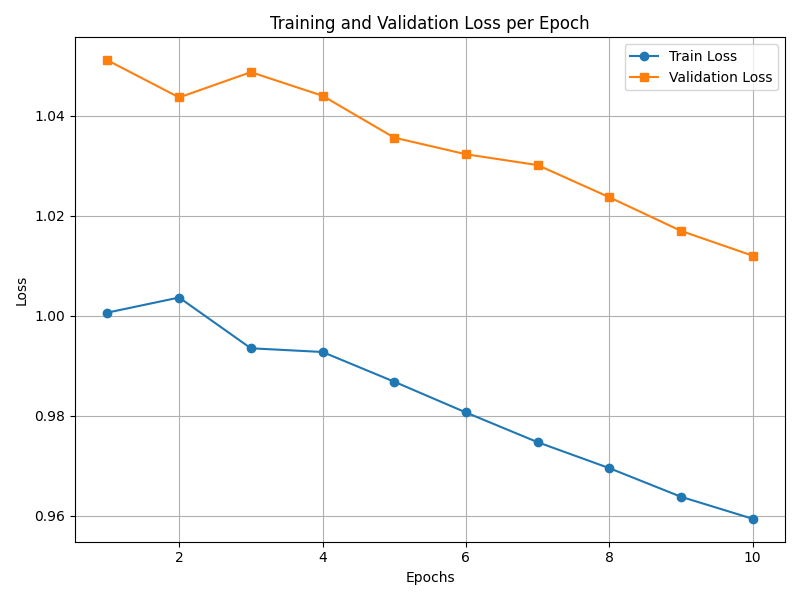 Training and Validation Loss per Epoch
Train Loss
Validation Loss
1.04
1.02
1.00
0.98
0.96
Loss
2 4 6 8 10
Epochs